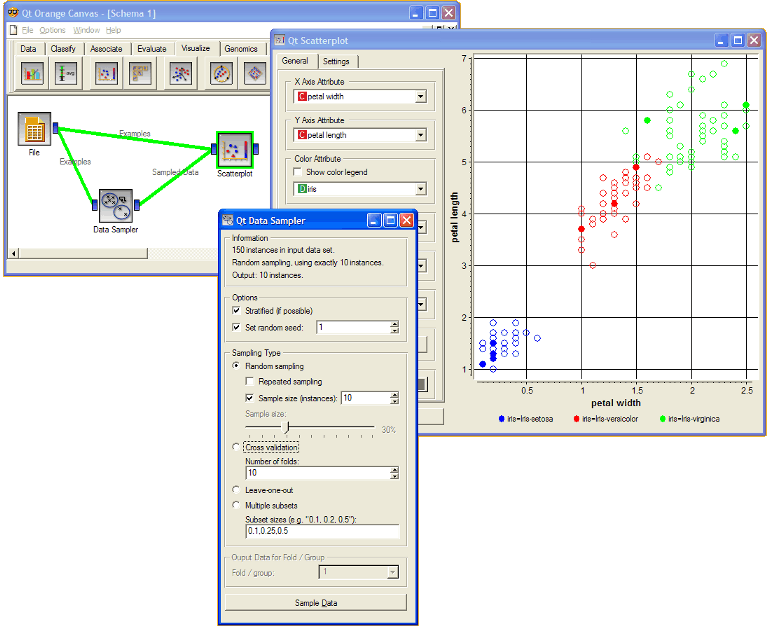 Qt Orange Canvas - [Schema 1]
File Options Window Help
Data Classify Associate Evaluate Visualize Genomics
Examples
File
Examples
Sampled Data
Scatterplot
Data Sampler
Qt Scatterplot
General Settings
X Axis Attribute
C petal width
Y Axis Attribute
C petal length
Color Attribute
Show color legend
D iris
petal length
7
6
5
4
3
2
1
0.5 1 1.5 2 2.5
petal width
iris=Iris-setosa iris=Iris-versicolor iris=Iris-virginica
Qt Data Sampler
Information
150 instances in input data set.
Random sampling, using exactly 10 instances.
Output: 10 instances.
Options
Stratified (if possible)
Set random seed: 1
Sampling Type
Random sampling
Repeated sampling
Sample size (instances): 10
Sample size:
30%
Cross validation
Number of folds:
10
Leave-one-out
Multiple subsets
Subset sizes (e.g. "0.1, 0.2, 0.5"):
0.1,0.25,0.5
Ouput Data for Fold / Group
Fold / group: 1
Sample Data